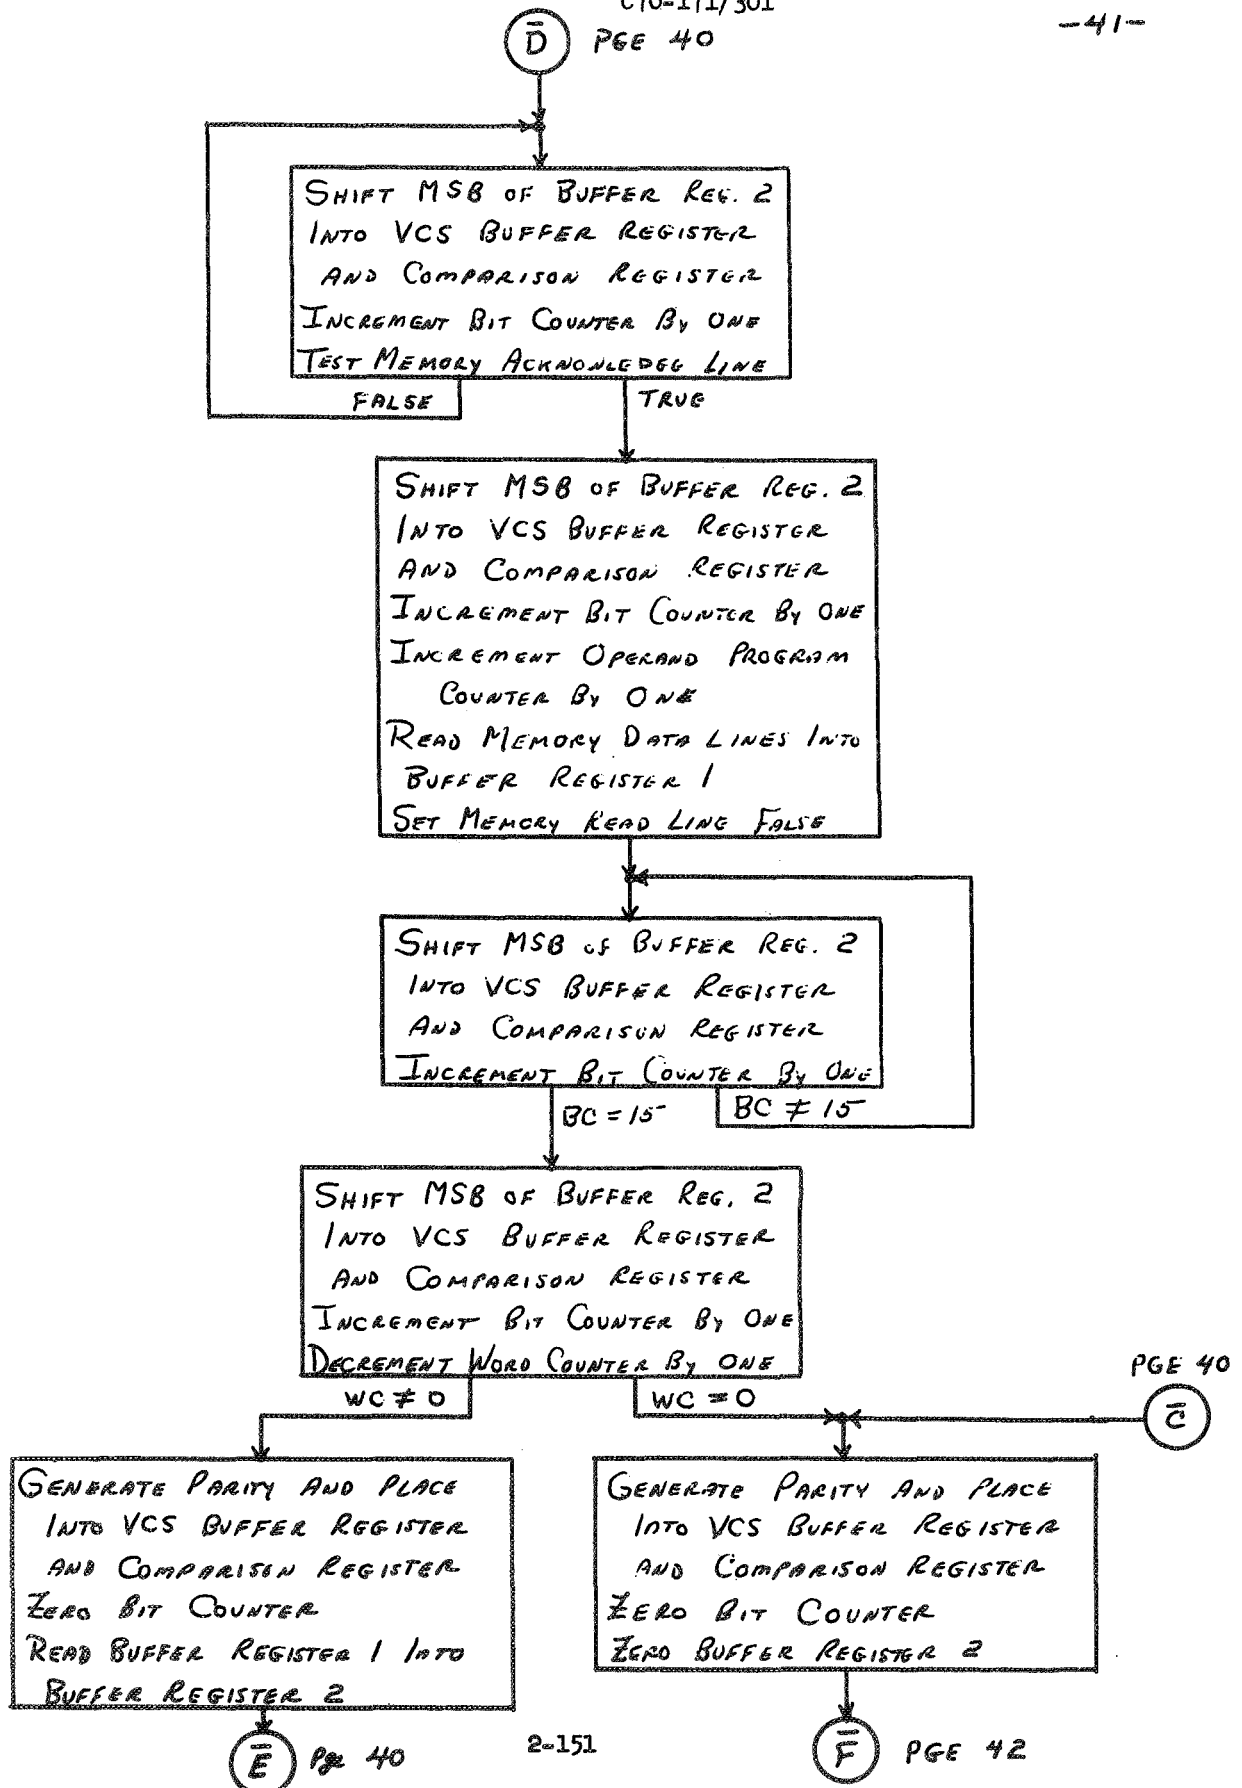 C70-171/301
-41-
D̄ PGE 40
SHIFT MSB OF BUFFER REG. 2
INTO VCS BUFFER REGISTER
AND COMPARISON REGISTER
INCREMENT BIT COUNTER BY ONE
TEST MEMORY ACKNOWLEDGE LINE
FALSE
TRUE
SHIFT MSB OF BUFFER REG. 2
INTO VCS BUFFER REGISTER
AND COMPARISON REGISTER
INCREMENT BIT COUNTER BY ONE
INCREMENT OPERAND PROGRAM
COUNTER BY ONE
READ MEMORY DATA LINES INTO
BUFFER REGISTER 1
SET MEMORY READ LINE FALSE
SHIFT MSB OF BUFFER REG. 2
INTO VCS BUFFER REGISTER
AND COMPARISON REGISTER
INCREMENT BIT COUNTER BY ONE
BC = 15
BC ≠ 15
SHIFT MSB OF BUFFER REG. 2
INTO VCS BUFFER REGISTER
AND COMPARISON REGISTER
INCREMENT BIT COUNTER BY ONE
DECREMENT WORD COUNTER BY ONE
WC ≠ 0
WC = 0
PGE 40
C̄
GENERATE PARITY AND PLACE
INTO VCS BUFFER REGISTER
AND COMPARISON REGISTER
ZERO BIT COUNTER
READ BUFFER REGISTER 1 INTO
BUFFER REGISTER 2
GENERATE PARITY AND PLACE
INTO VCS BUFFER REGISTER
AND COMPARISON REGISTER
ZERO BIT COUNTER
ZERO BUFFER REGISTER 2
Ē Pge 40
2-151
F̄ PGE 42